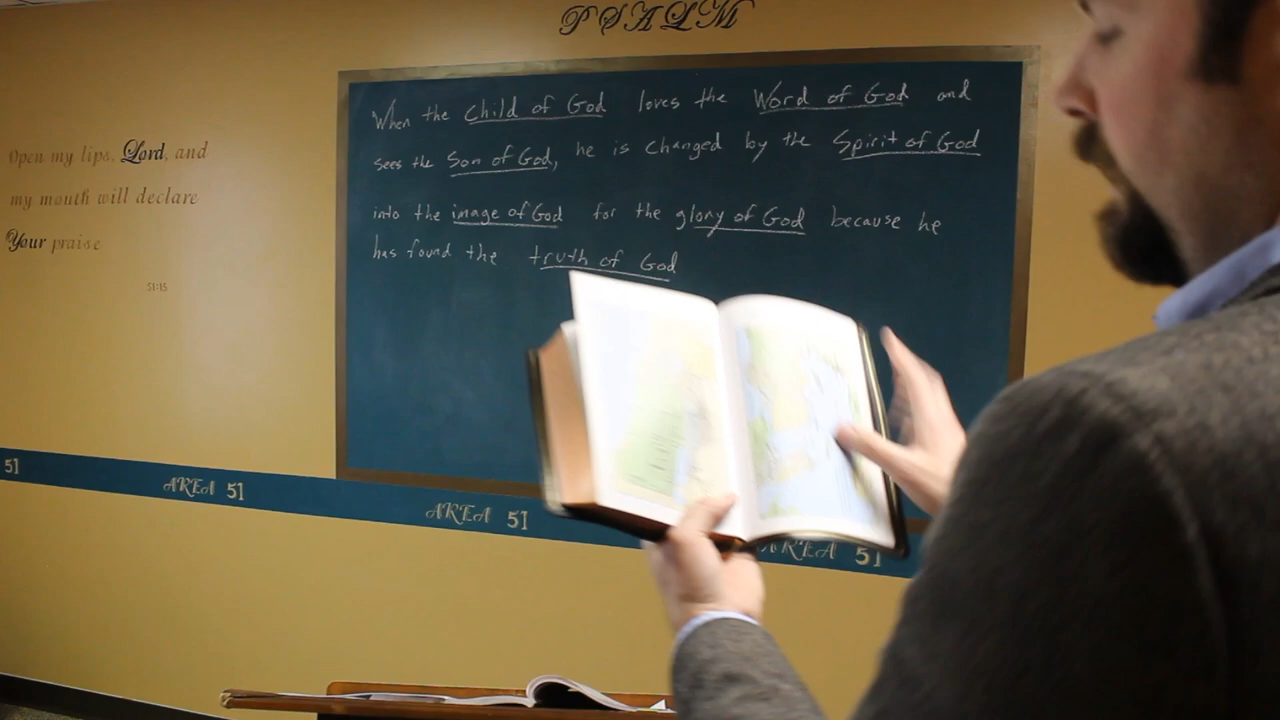 PSALM
When the Child of God loves the Word of God and
sees the Son of God, he is changed by the Spirit of God
into the image of God for the glory of God because he
has found the truth of God
Open my lips, Lord, and
my mouth will declare
Your praise
51:15
51
AREA 51
AREA 51
AREA 51